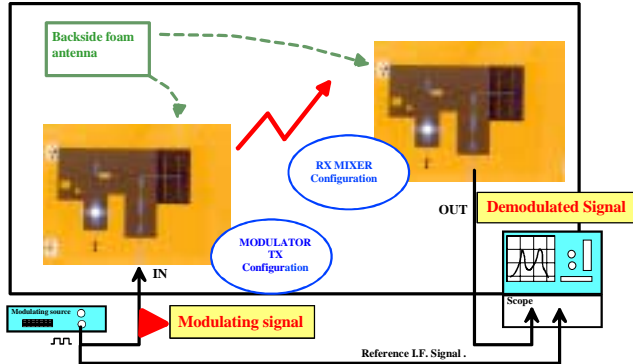 Backside foam
antenna
RX MIXER
Configuration
MODULATOR
TX
Configuration
OUT
Demodulated Signal
IN
Modulating source
Modulating signal
Scope
Reference I.F. Signal .